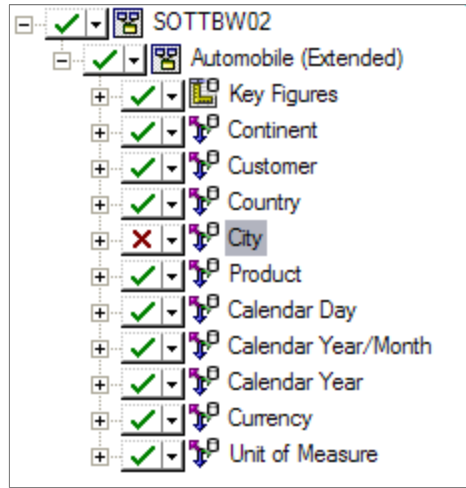 SOTTBW02
Automobile (Extended)
Key Figures
Continent
Customer
Country
City
Product
Calendar Day
Calendar Year/Month
Calendar Year
Currency
Unit of Measure